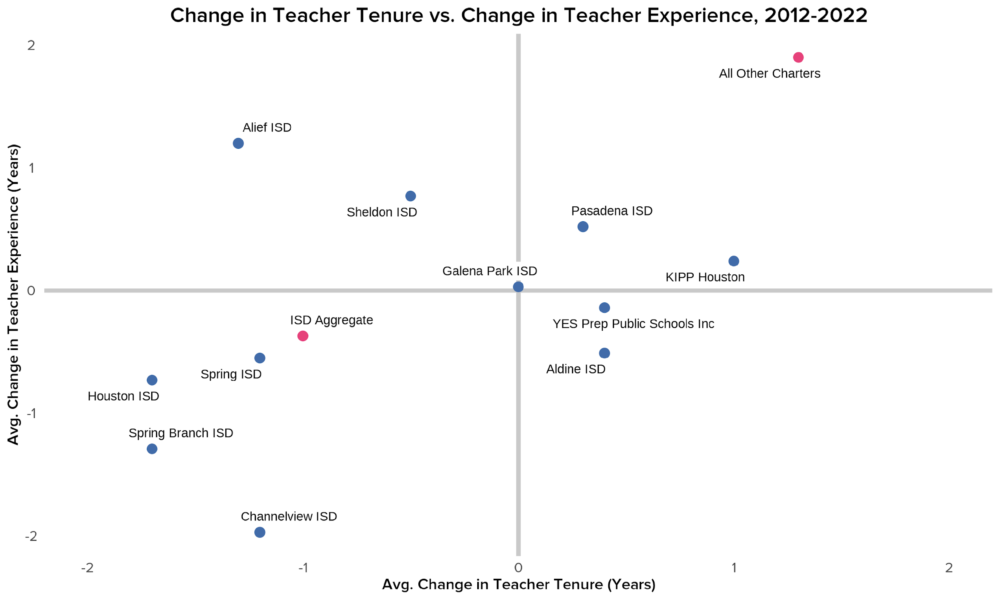 Change in Teacher Tenure vs. Change in Teacher Experience, 2012-2022
Avg. Change in Teacher Experience (Years)
2
1
0
-1
-2
All Other Charters
Alief ISD
Sheldon ISD
Pasadena ISD
Galena Park ISD
KIPP Houston
ISD Aggregate
YES Prep Public Schools Inc
Spring ISD
Aldine ISD
Houston ISD
Spring Branch ISD
Channelview ISD
-2
-1
0
1
2
Avg. Change in Teacher Tenure (Years)